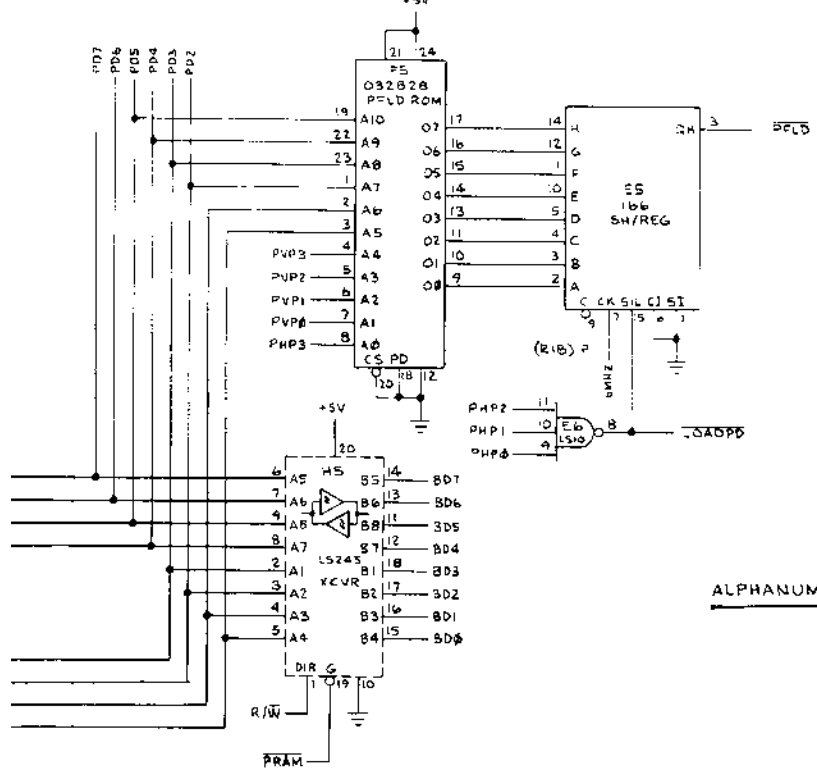 +5V
PD7 PD6 PD5 PD4 PD3 PD2
21 24
F5
032828
PFLD ROM
19 A10
22 A9
23 A8
1 A7
2 A6
3 A5
PVP3 4 A4
PVP2 5 A3
PVP1 6 A2
PVPØ 7 A1
PHP3 8 AØ
O7 17
O6 16
O5 15
O4 14
O3 13
O2 11
O1 10
OØ 9
CS PD
20 18 12
14 H
12 G
1 F
10 E
5 D
4 C
3 B
2 A
QH 3 PFLD
E5
166
SH/REG
C CK S/L CI SI
9 7 15 6 1
PHP2 11
PHP1 10
PHPØ 9
E6
LS10
8 LOADPD
+5V
20
H5
6 A5 B5 14 BD7
7 A6 B6 13 BD6
9 A8 B8 11 BD5
8 A7 B7 12 BD4
LS245
XCVR
2 A1 B1 18 BD3
3 A2 B2 17 BD2
4 A3 B3 16 BD1
5 A4 B4 15 BDØ
DIR G
1 19 10
R/W
PRAM
ALPHANUM